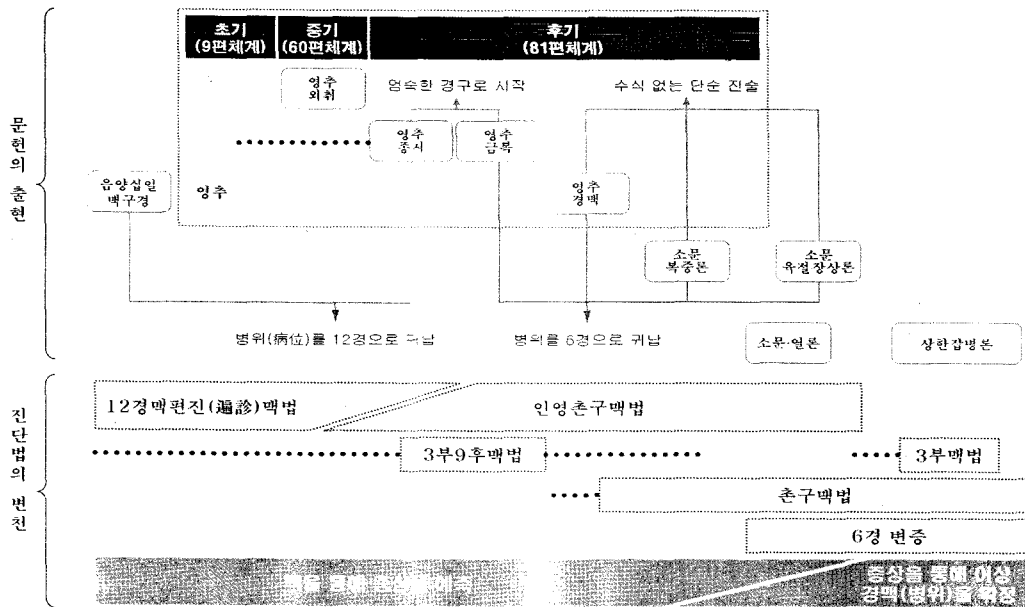 초기
(9편체계)
중기
(60편체계)
후기
(81편체계)
영추
외취
엄숙한 경구로 시작
수식 없는 단순 진술
영추
종시
영추
금복
음양십일
맥구경
영추
영추
경맥
소문
복중론
소문
육절장상론
병위(病位)를 12경으로 귀납
병위를 6경으로 귀납
소문·열론
상한잡병론
문헌의 출현
12경맥편진(遍診)맥법
인영촌구맥법
3부9후맥법
3부맥법
촌구맥법
6경 변증
진단법의 변천
증상을 통해 이상
경맥(병위)을 확정